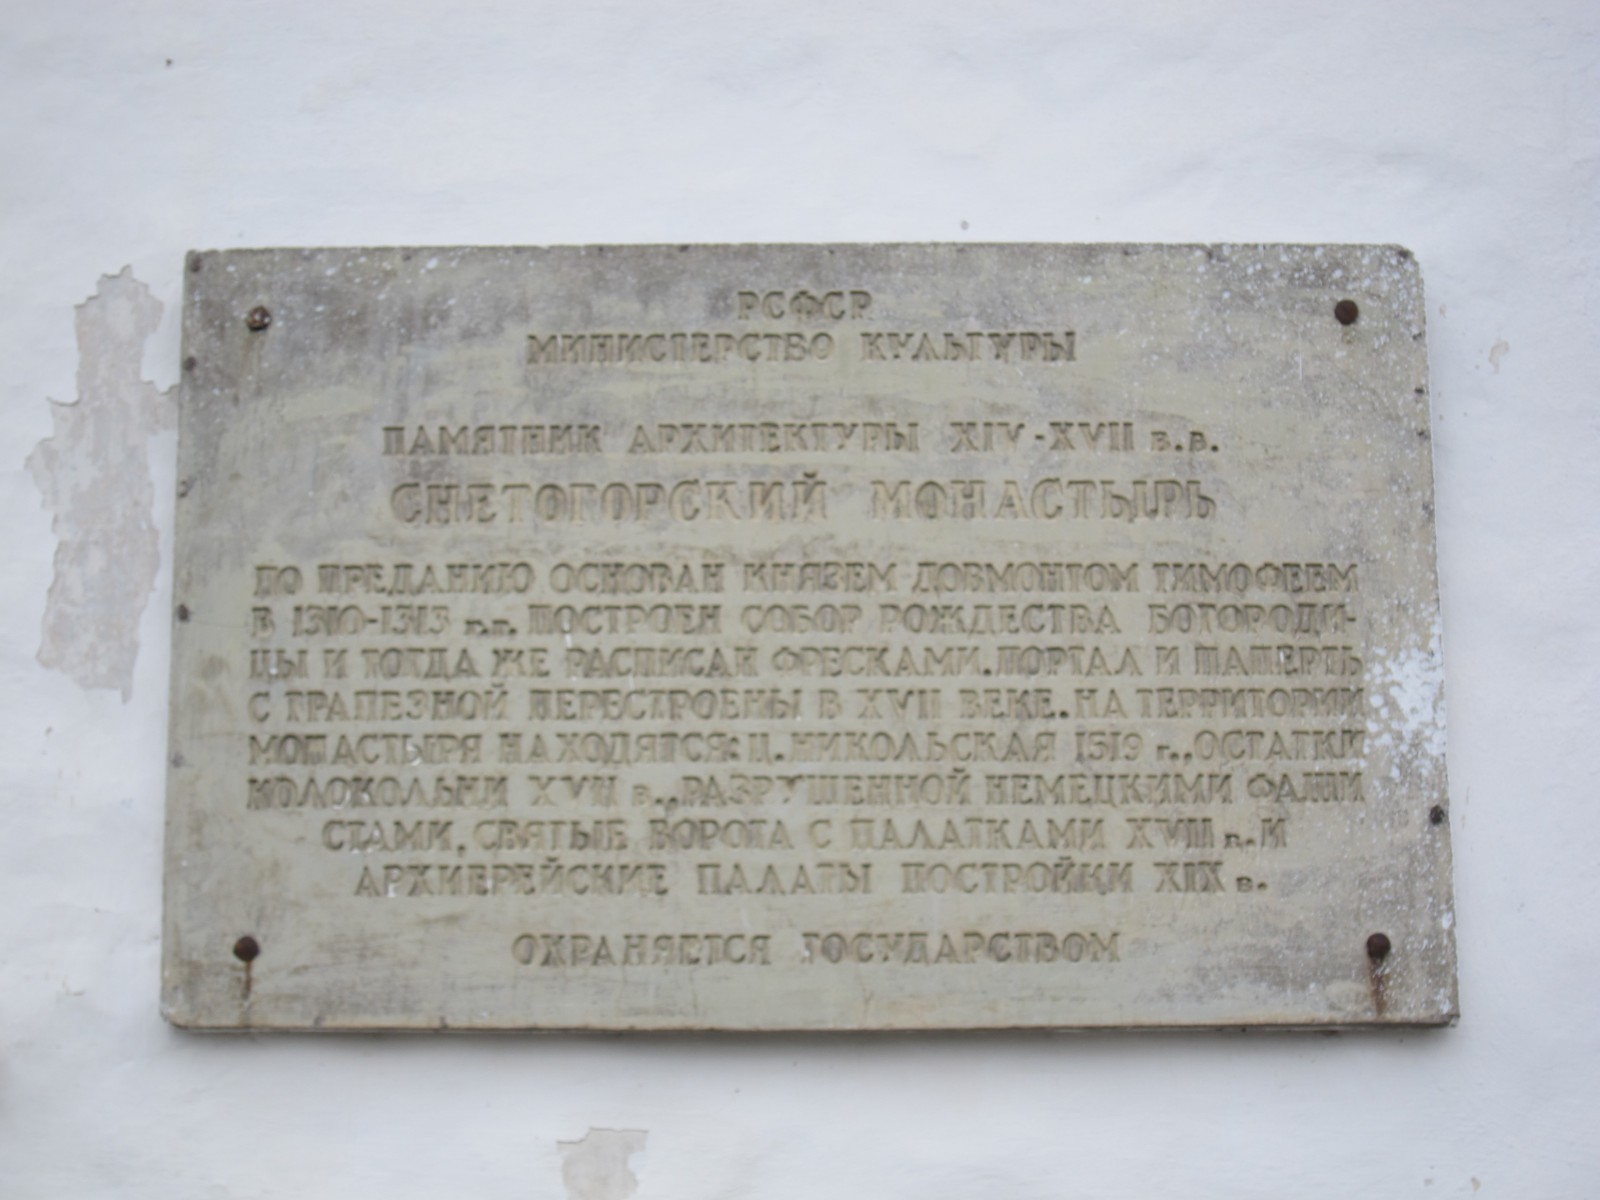 РСФСР
МИНИСТЕРСТВО КУЛЬТУРЫ
ПАМЯТНИК АРХИТЕКТУРЫ XIV-XVII в.в.
СНЕТОГОРСКИЙ МОНАСТЫРЬ
ПО ПРЕДАНИЮ ОСНОВАН КНЯЗЕМ ДОВМОНТОМ ТИМОФЕЕМ
В 1310-1313 г.г. ПОСТРОЕН СОБОР РОЖДЕСТВА БОГОРОДИ-
ЦЫ И ТОГДА ЖЕ РАСПИСАН ФРЕСКАМИ. ПОРТАЛ И ПАПЕРТЬ
С ТРАПЕЗНОЙ ПЕРЕСТРОЕНЫ В XVII ВЕКЕ. НА ТЕРРИТОРИИ
МОНАСТЫРЯ НАХОДЯТСЯ: Ц. НИКОЛЬСКАЯ 1519 г., ОСТАТКИ
КОЛОКОЛЬНИ XVII в., РАЗРУШЕННОЙ НЕМЕЦКИМИ ФАШИ
СТАМИ, СВЯТЫЕ ВОРОТА С ПАЛАТКАМИ XVII в. И
АРХИЕРЕЙСКИЕ ПАЛАТЫ ПОСТРОЙКИ XIX в.
ОХРАНЯЕТСЯ ГОСУДАРСТВОМ